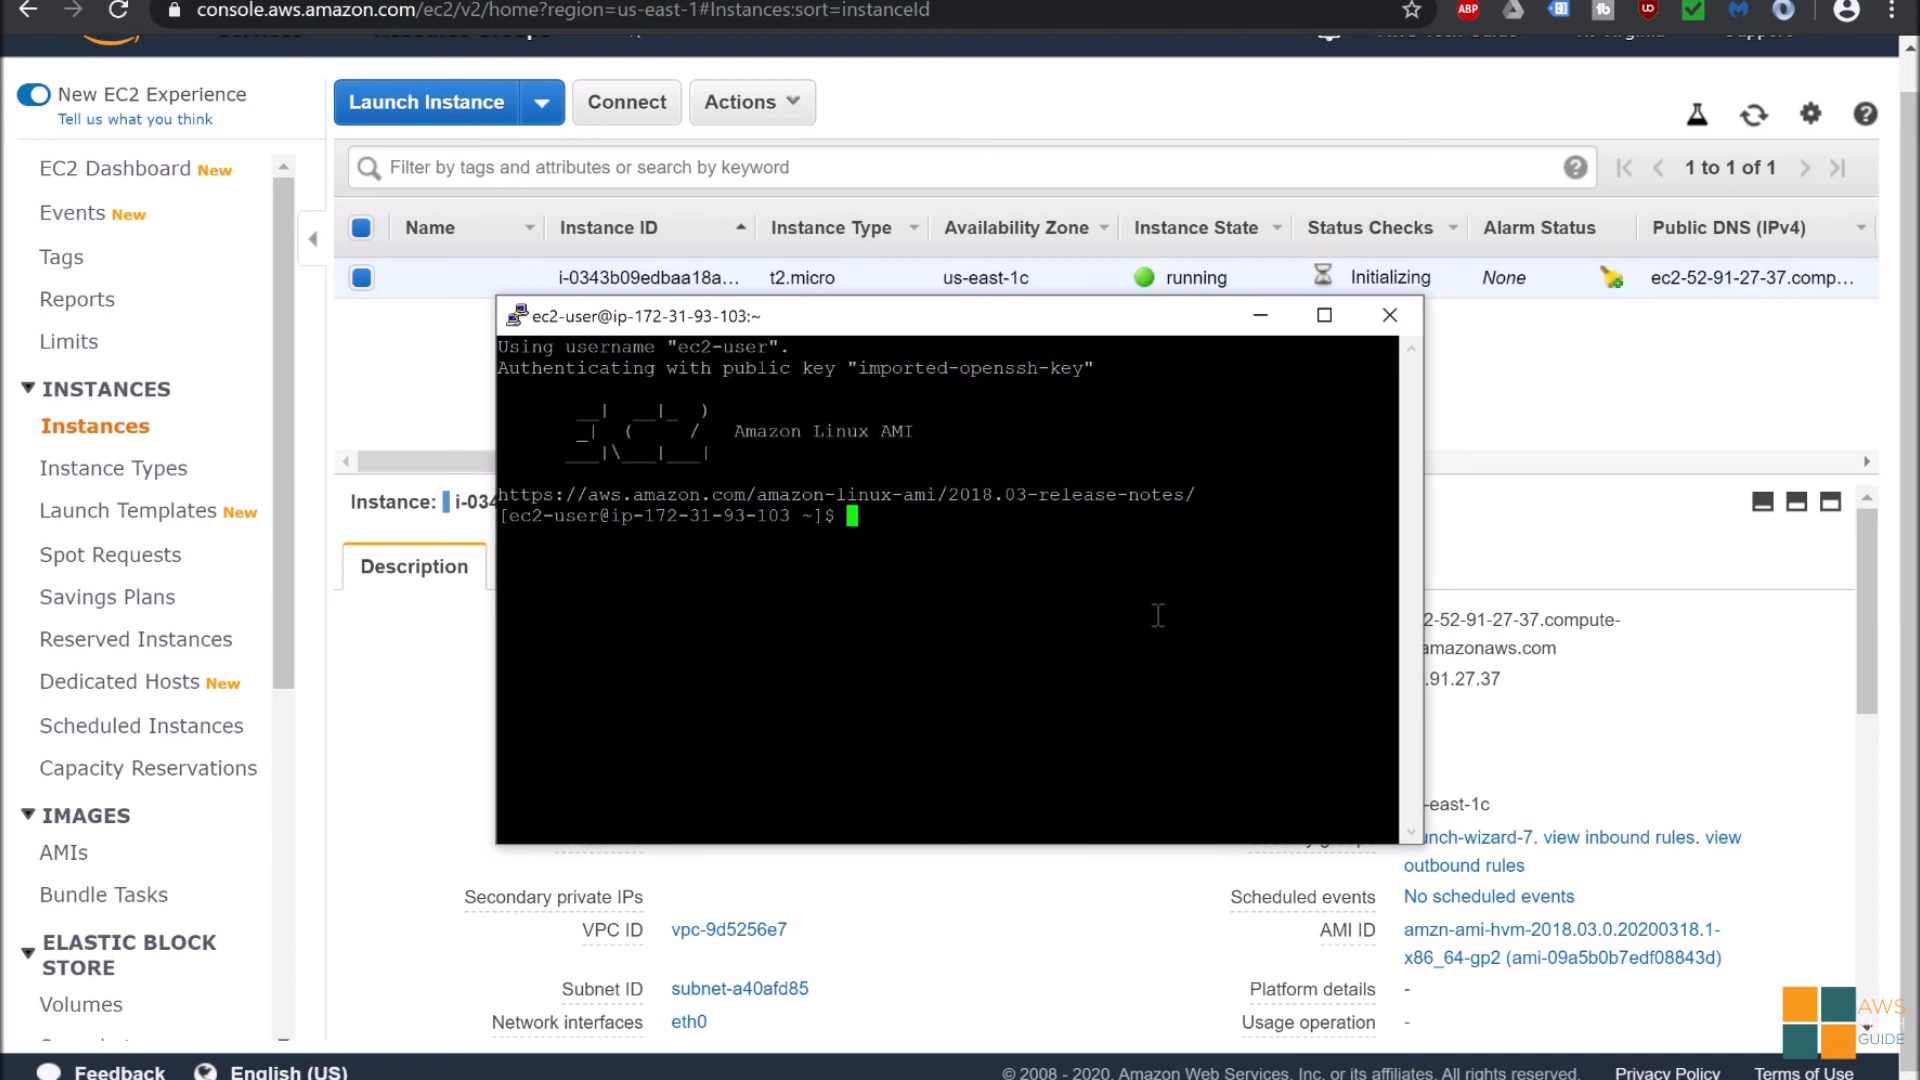 console.aws.amazon.com/ec2/v2/home?region=us-east-1#Instances:sort=instanceId
ABP
New EC2 Experience
Tell us what you think
Launch Instance
Connect
Actions
EC2 Dashboard New
Events New
Tags
Reports
Limits
INSTANCES
Instances
Instance Types
Launch Templates New
Spot Requests
Savings Plans
Reserved Instances
Dedicated Hosts New
Scheduled Instances
Capacity Reservations
IMAGES
AMIs
Bundle Tasks
ELASTIC BLOCK
STORE
Volumes
Filter by tags and attributes or search by keyword
1 to 1 of 1
Name Instance ID Instance Type Availability Zone Instance State Status Checks Alarm Status Public DNS (IPv4)
i-0343b09edbaa18a... t2.micro us-east-1c running Initializing None ec2-52-91-27-37.comp...
ec2-user@ip-172-31-93-103:~
Using username "ec2-user".
Authenticating with public key "imported-openssh-key"
__|  __|_  )
_|  (     /   Amazon Linux AMI
___|\___|___|
https://aws.amazon.com/amazon-linux-ami/2018.03-release-notes/
[ec2-user@ip-172-31-93-103 ~]$
Instance: i-034
Description
2-52-91-27-37.compute-
amazonaws.com
.91.27.37
-east-1c
unch-wizard-7. view inbound rules. view
outbound rules
Secondary private IPs
Scheduled events No scheduled events
VPC ID vpc-9d5256e7
AMI ID amzn-ami-hvm-2018.03.0.20200318.1-
x86_64-gp2 (ami-09a5b0b7edf08843d)
Subnet ID subnet-a40afd85
Platform details -
Network interfaces eth0
Usage operation -
AWS
GUIDE
Feedback
English (US)
© 2008 - 2020, Amazon Web Services, Inc. or its affiliates. All rights reserved.
Privacy Policy
Terms of Use